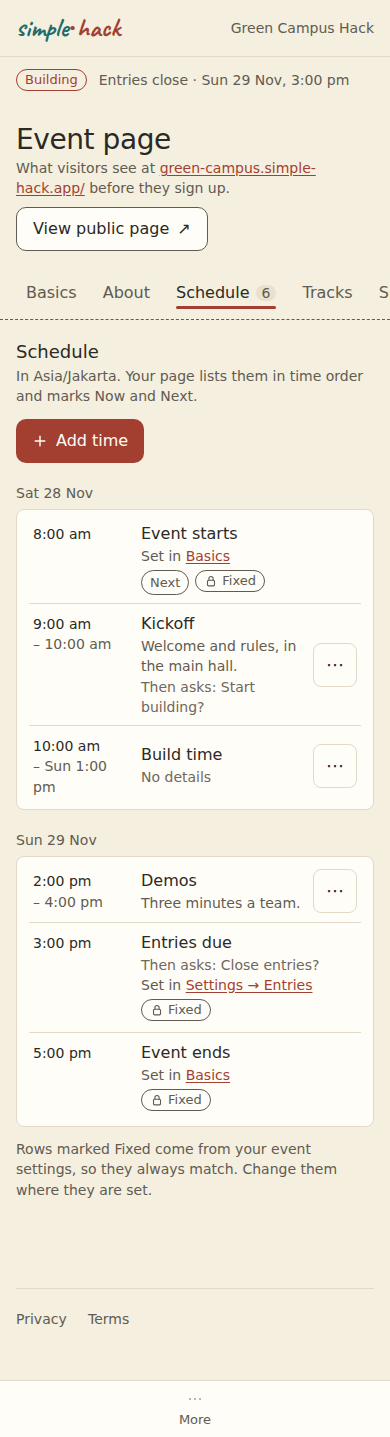 simple·hack
Green Campus Hack
Building
Entries close · Sun 29 Nov, 3:00 pm
Event page
What visitors see at green-campus.simple-
hack.app/ before they sign up.
View public page ↗
Basics
About
Schedule 6
Tracks
S
Schedule
In Asia/Jakarta. Your page lists them in time order
and marks Now and Next.
+ Add time
Sat 28 Nov
8:00 am
Event starts
Set in Basics
Next
Fixed
9:00 am
– 10:00 am
Kickoff
Welcome and rules, in
the main hall.
Then asks: Start
building?
···
10:00 am
– Sun 1:00
pm
Build time
No details
···
Sun 29 Nov
2:00 pm
– 4:00 pm
Demos
Three minutes a team.
···
3:00 pm
Entries due
Then asks: Close entries?
Set in Settings → Entries
Fixed
5:00 pm
Event ends
Set in Basics
Fixed
Rows marked Fixed come from your event
settings, so they always match. Change them
where they are set.
Privacy
Terms
···
More